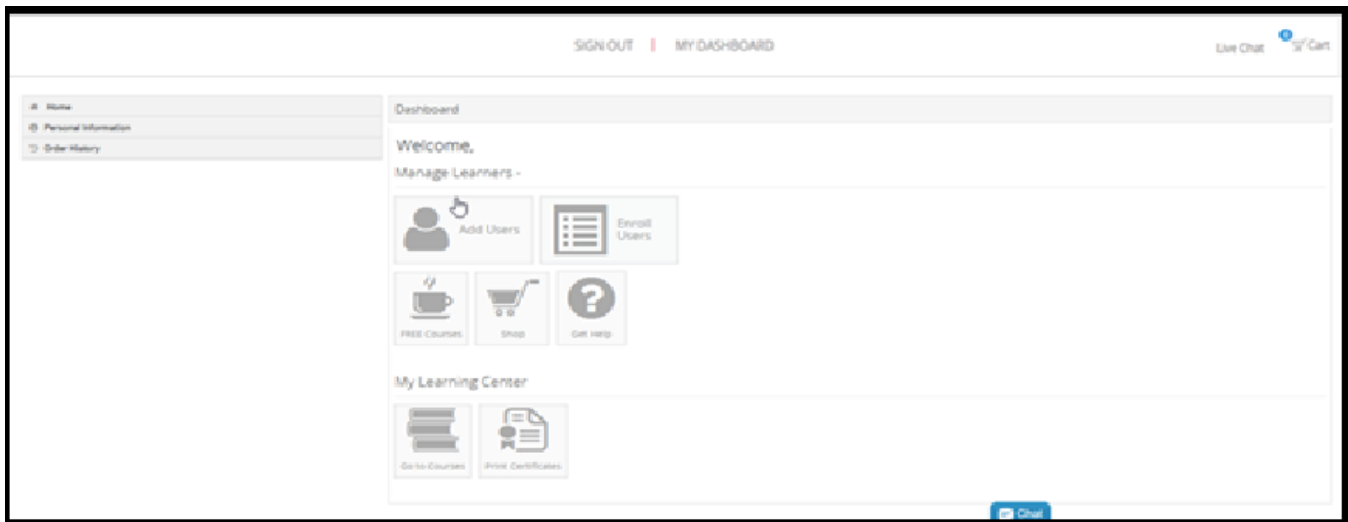 SIGN OUT | MY DASHBOARD
Live Chat 0 Cart
Home
Personal Information
Order History
Dashboard
Welcome,
Manage Learners -
Add Users
Enroll
Users
FREE Courses Shop Get Help
My Learning Center
Go to Courses Print Certificates
Chat